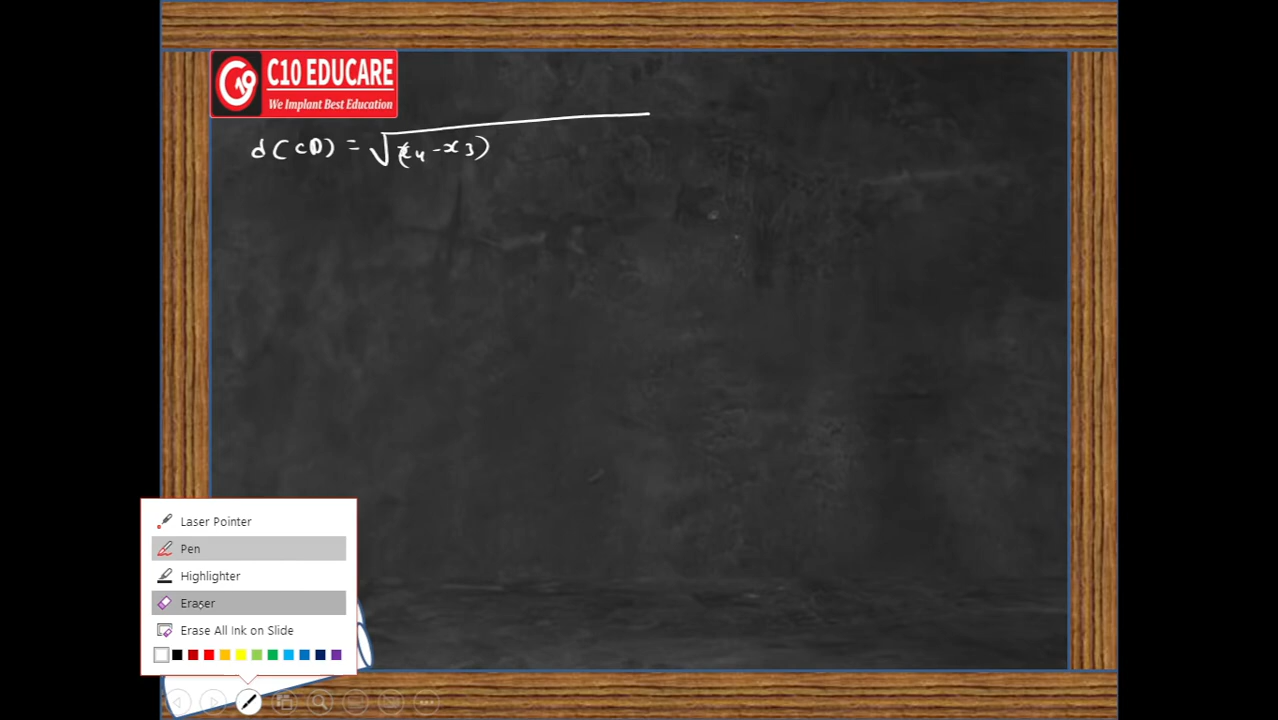 C10 EDUCARE
We Implant Best Education
d(CD) = √(x4-x3)
Laser Pointer
Pen
Highlighter
Eraser
Erase All Ink on Slide